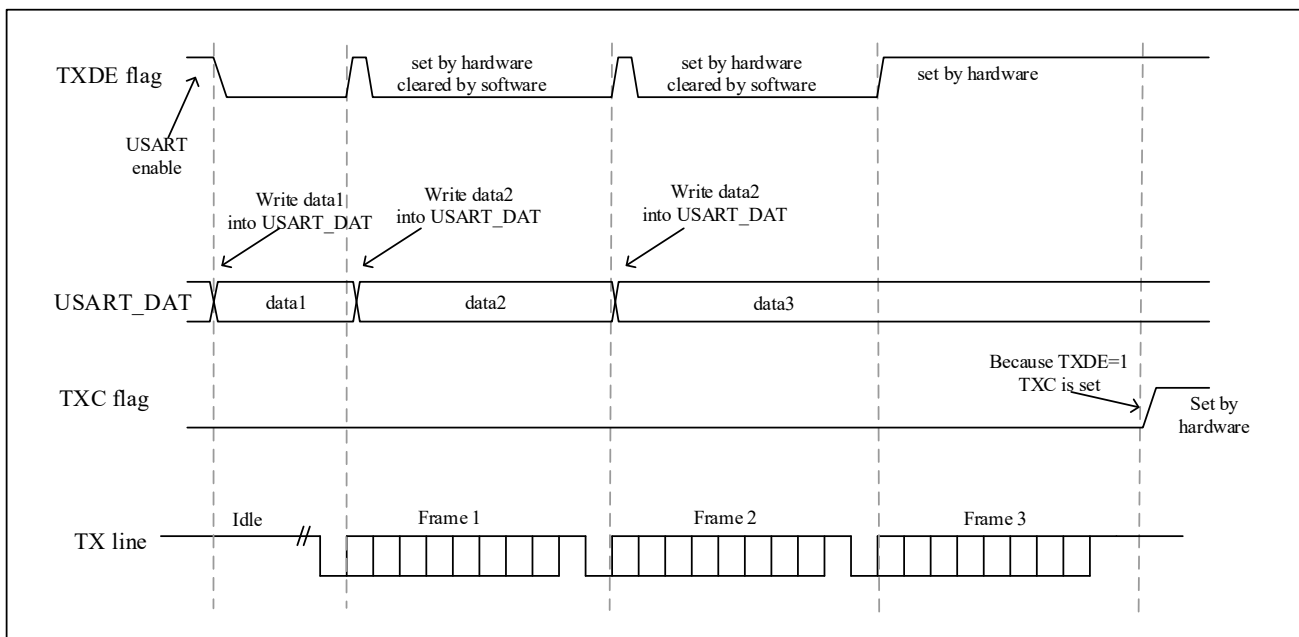 TXDE flag
set by hardware
cleared by software
set by hardware
cleared by software
set by hardware
USART
enable
Write data1
into USART_DAT
Write data2
into USART_DAT
Write data2
into USART_DAT
USART_DAT
data1
data2
data3
Because TXDE=1
TXC is set
TXC flag
Set by
hardware
Idle
Frame 1
Frame 2
Frame 3
TX line